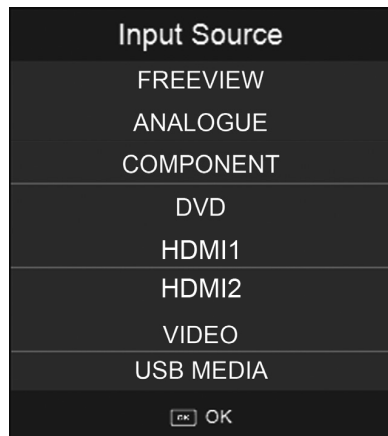 Input Source
FREEVIEW
ANALOGUE
COMPONENT
DVD
HDMI1
HDMI2
VIDEO
USB MEDIA
OK OK